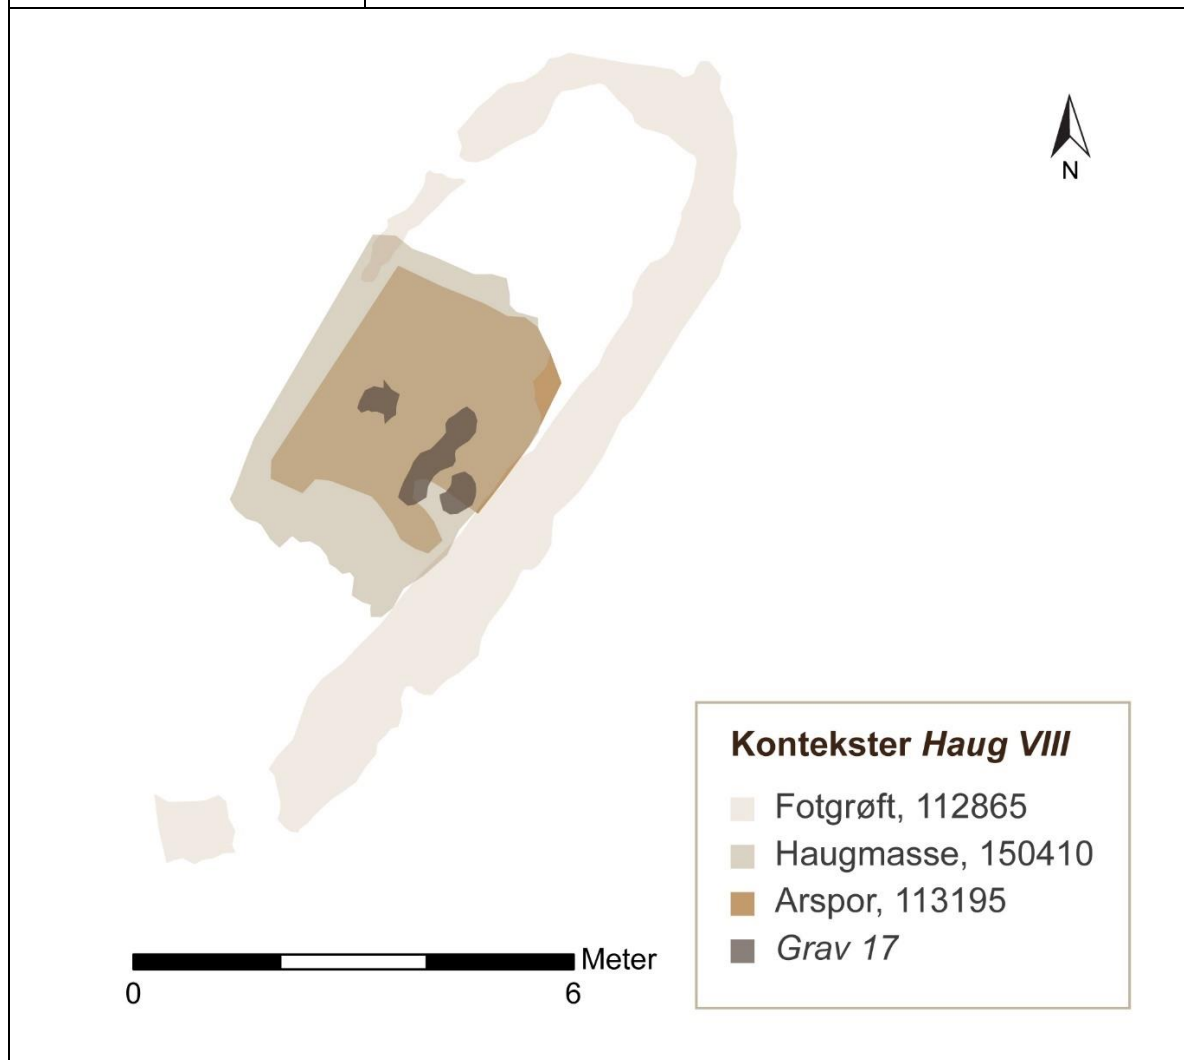 N
Kontekster Haug VIII
Fotgrøft, 112865
Haugmasse, 150410
Arspor, 113195
Grav 17
Meter
0 6